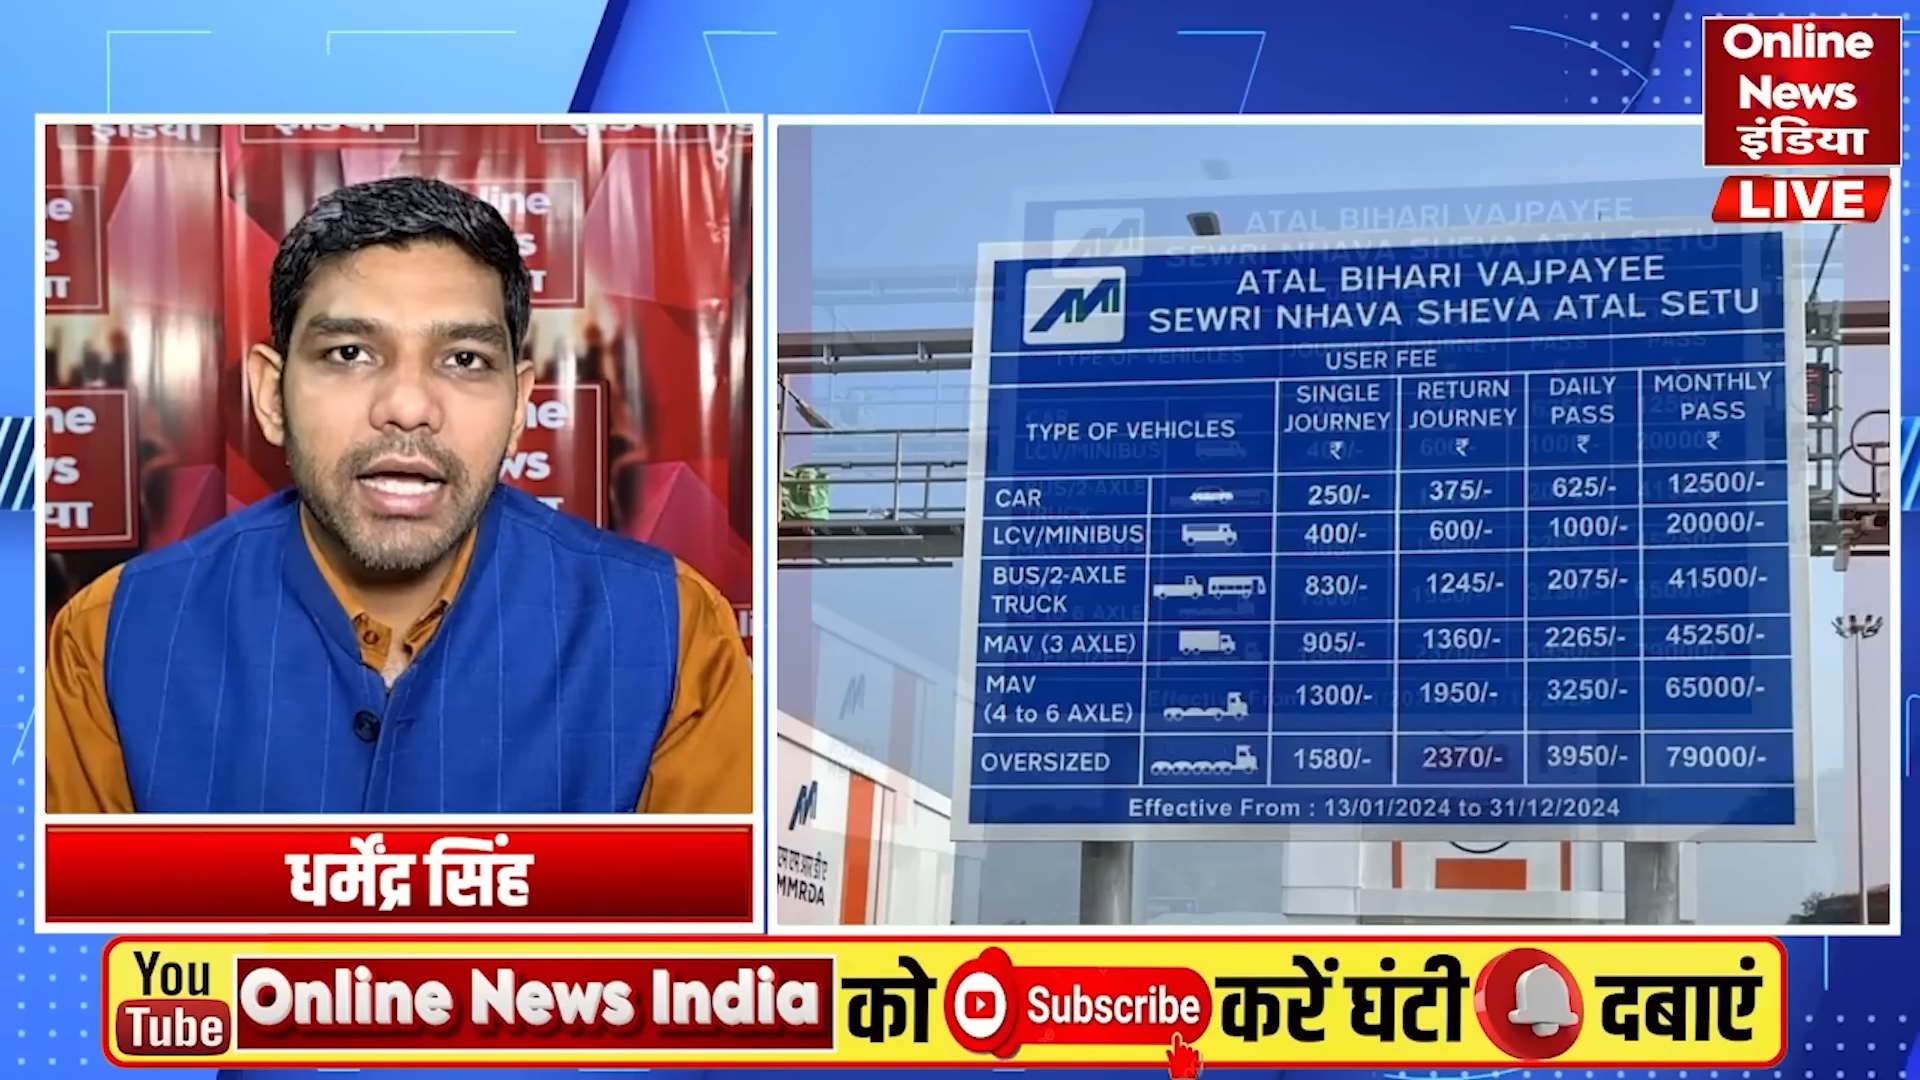 Online
News
इंडिया
LIVE
ATAL BIHARI VAJPAYEE
SEWRI NHAVA SHEVA ATAL SETU
USER FEE
TYPE OF VEHICLES SINGLE JOURNEY ₹ RETURN JOURNEY ₹ DAILY PASS ₹ MONTHLY PASS ₹
CAR 250/- 375/- 625/- 12500/-
LCV/MINIBUS 400/- 600/- 1000/- 20000/-
BUS/2-AXLE TRUCK 830/- 1245/- 2075/- 41500/-
MAV (3 AXLE) 905/- 1360/- 2265/- 45250/-
MAV (4 to 6 AXLE) 1300/- 1950/- 3250/- 65000/-
OVERSIZED 1580/- 2370/- 3950/- 79000/-
Effective From : 13/01/2024 to 31/12/2024
MMRDA
धर्मेंद्र सिंह
YouTube Online News India को Subscribe करें घंटी दबाएं